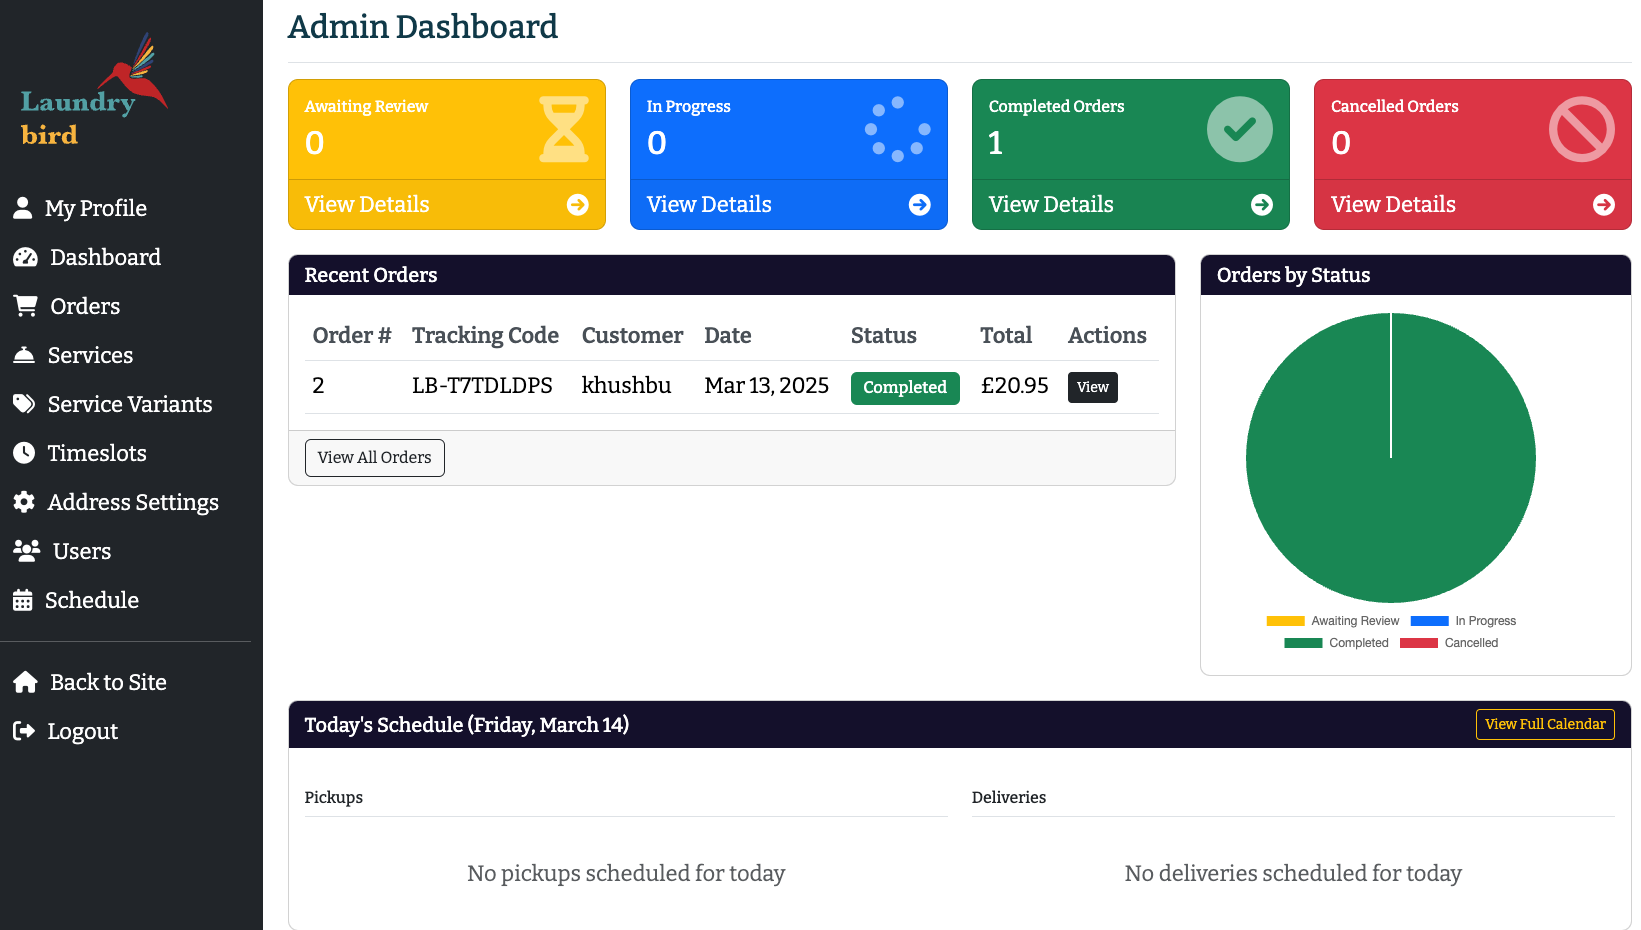 Laundry
bird
My Profile
Dashboard
Orders
Services
Service Variants
Timeslots
Address Settings
Users
Schedule
Back to Site
Logout
Admin Dashboard
Awaiting Review
0
View Details
In Progress
0
View Details
Completed Orders
1
View Details
Cancelled Orders
0
View Details
Recent Orders
Order # Tracking Code Customer Date Status Total Actions
2 LB-T7TDLDPS khushbu Mar 13, 2025 Completed £20.95 View
View All Orders
Orders by Status
Awaiting Review In Progress
Completed Cancelled
Today's Schedule (Friday, March 14) View Full Calendar
Pickups
No pickups scheduled for today
Deliveries
No deliveries scheduled for today